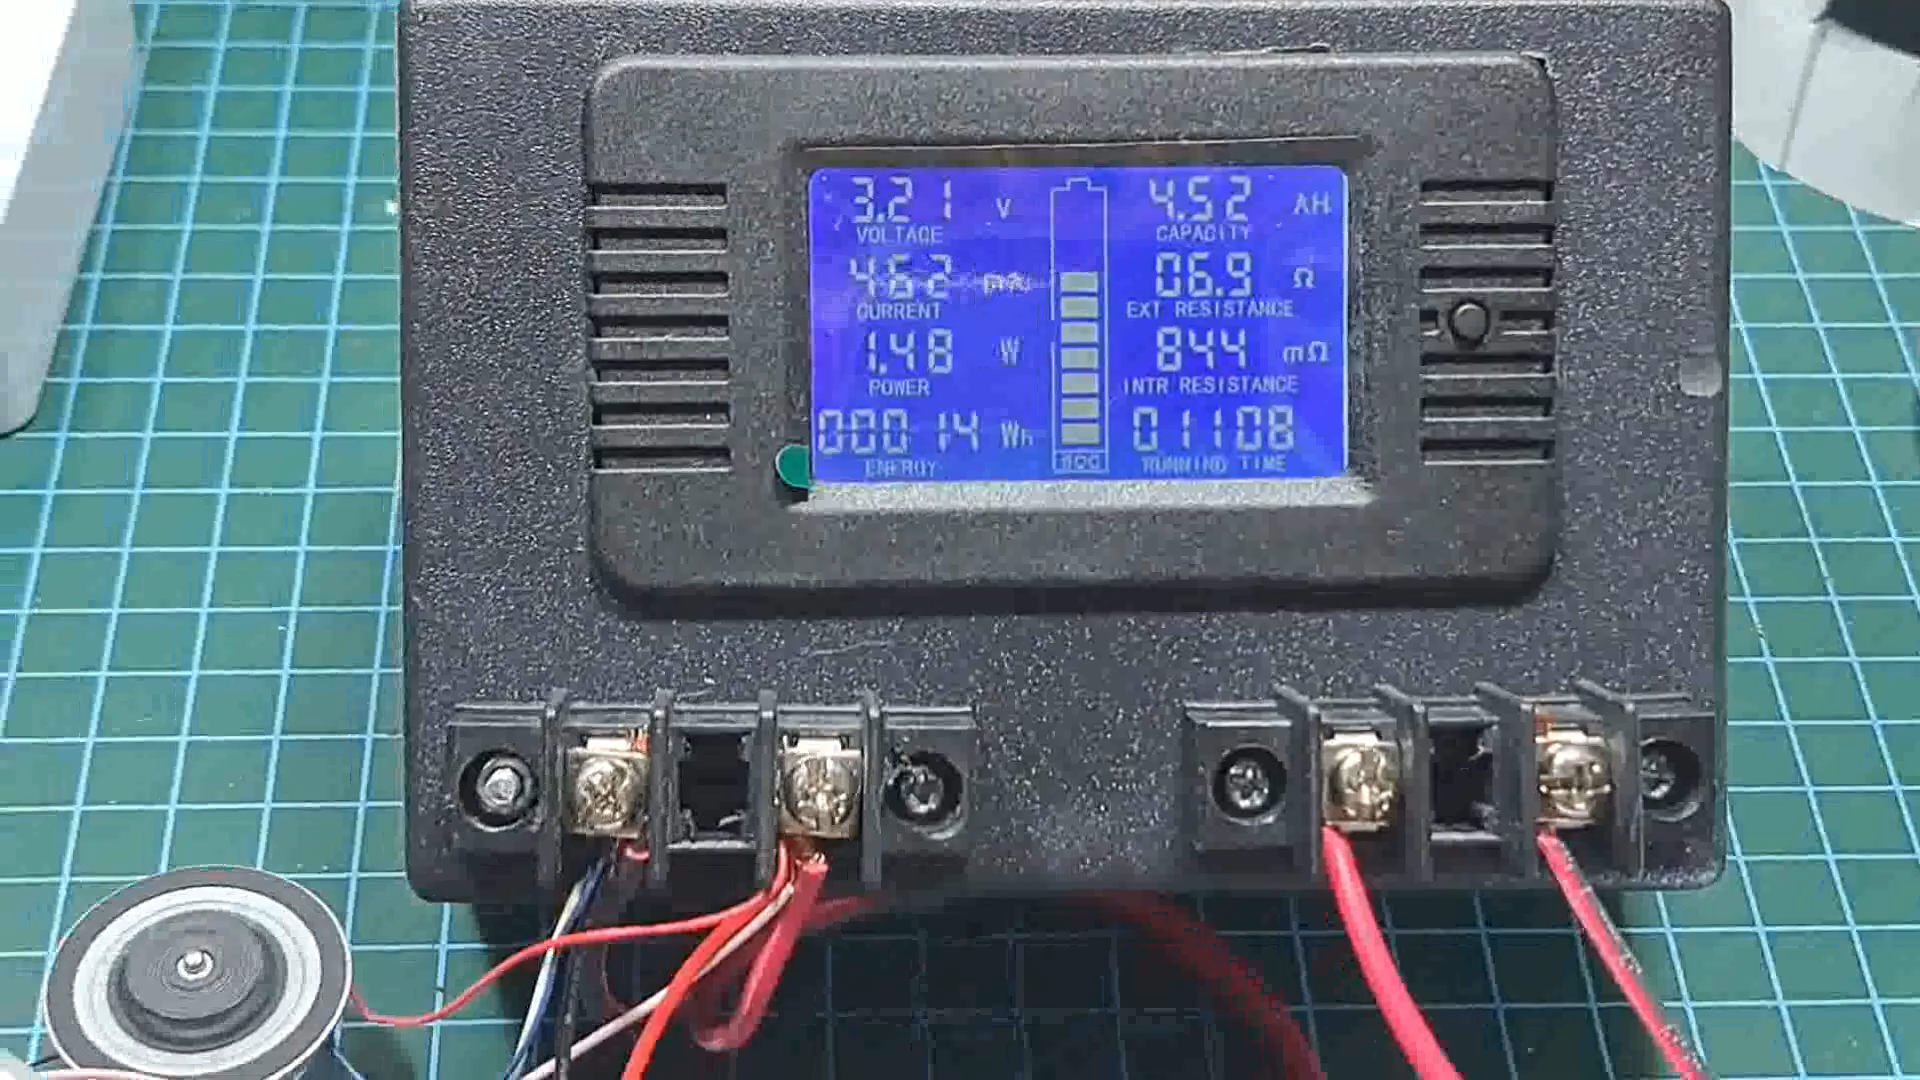 3.21 V 4.52 AH
VOLTAGE CAPACITY
462 mA 06.9 Ω
CURRENT EXT RESISTANCE
1.48 W 844 mΩ
POWER INTR RESISTANCE
00014 Wh 01108
ENERGY RUNNING TIME